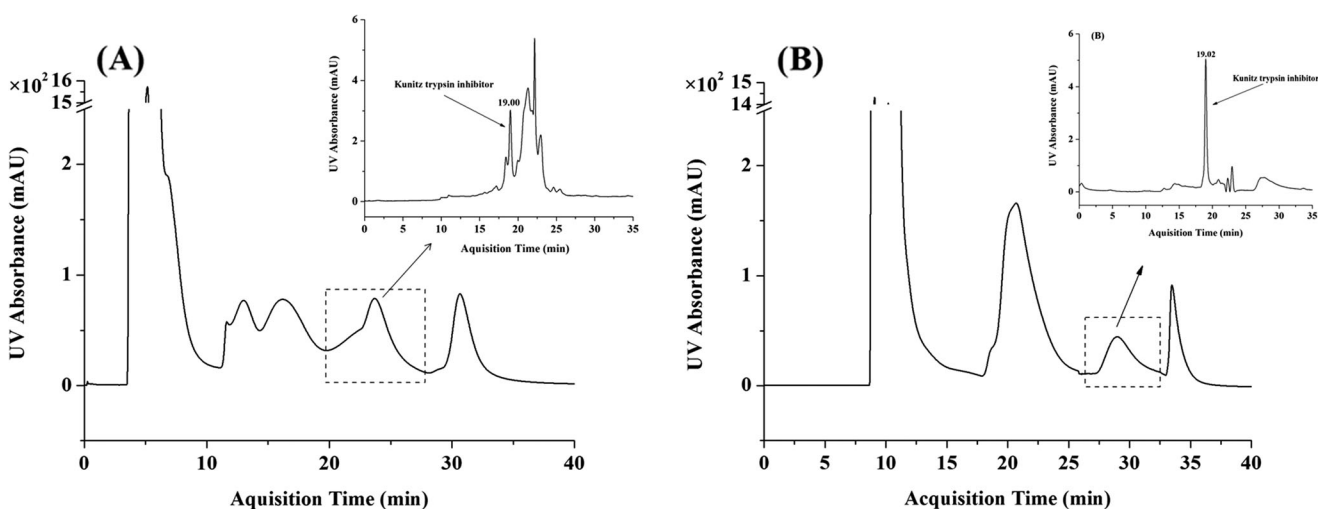 (A)
×10² 16
15
2
1
0
UV Absorbance (mAU)
0 10 20 30 40
Aquisition Time (min)
6
4
2
0
UV Absorbance (mAU)
Kunitz trypsin inhibitor
19.00
0 5 10 15 20 25 30 35
Aquisition Time (min)
(B)
×10² 15
14
2
1
0
UV Absorbance (mAU)
0 5 10 15 20 25 30 35 40
Acquisition Time (min)
(B)
6
4
2
0
UV Absorbance (mAU)
19.02
Kunitz trypsin inhibitor
0 5 10 15 20 25 30 35
Aquisition Time (min)